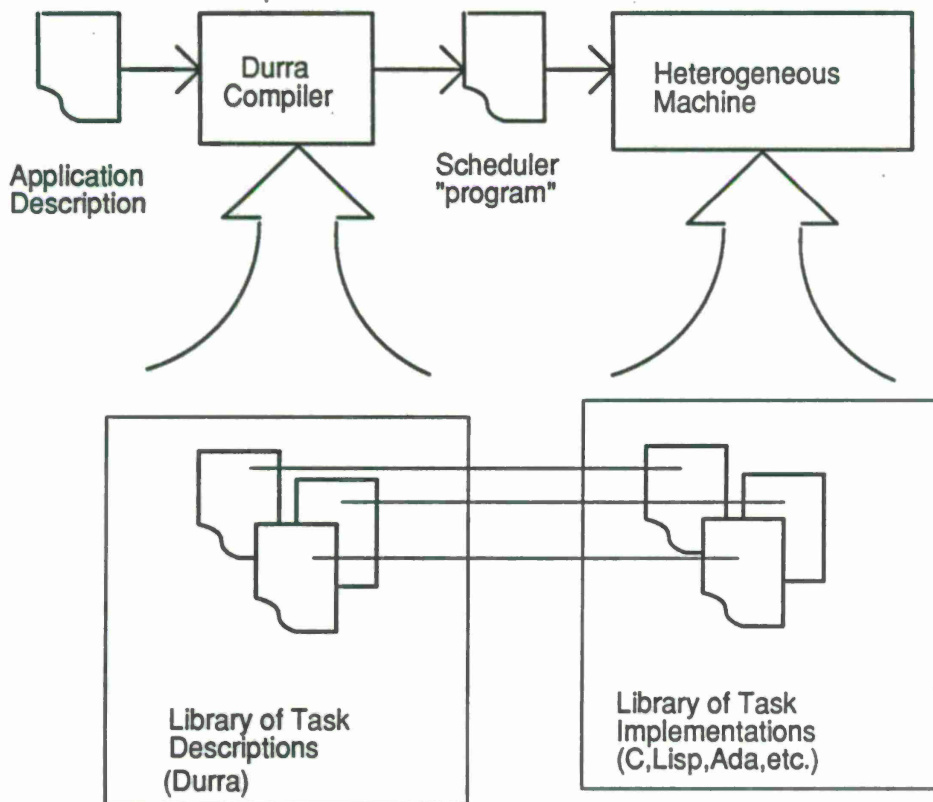 Durra
Compiler
Heterogeneous
Machine
Application
Description
Scheduler
"program"
Library of Task
Descriptions
(Durra)
Library of Task
Implementations
(C,Lisp,Ada,etc.)